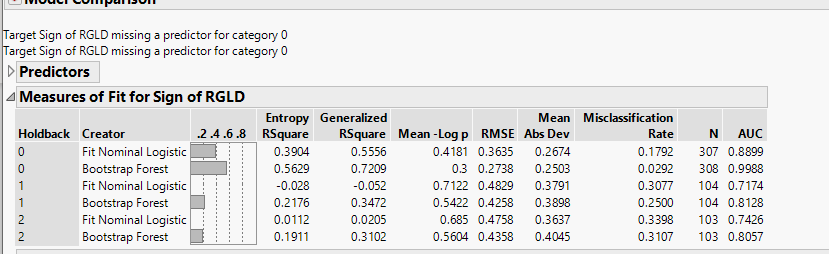 Model Comparison
Target Sign of RGLD missing a predictor for category 0
Target Sign of RGLD missing a predictor for category 0
Predictors
Measures of Fit for Sign of RGLD
Entropy Generalized Mean Misclassification
Holdback Creator .2 .4 .6 .8 RSquare RSquare Mean -Log p RMSE Abs Dev Rate N AUC
0 Fit Nominal Logistic 0.3904 0.5556 0.4181 0.3635 0.2674 0.1792 307 0.8899
0 Bootstrap Forest 0.5629 0.7209 0.3 0.2738 0.2503 0.0292 308 0.9988
1 Fit Nominal Logistic -0.028 -0.052 0.7122 0.4829 0.3791 0.3077 104 0.7174
1 Bootstrap Forest 0.2176 0.3472 0.5422 0.4258 0.3898 0.2500 104 0.8128
2 Fit Nominal Logistic 0.0112 0.0205 0.685 0.4758 0.3637 0.3398 103 0.7426
2 Bootstrap Forest 0.1911 0.3102 0.5604 0.4358 0.4045 0.3107 103 0.8057